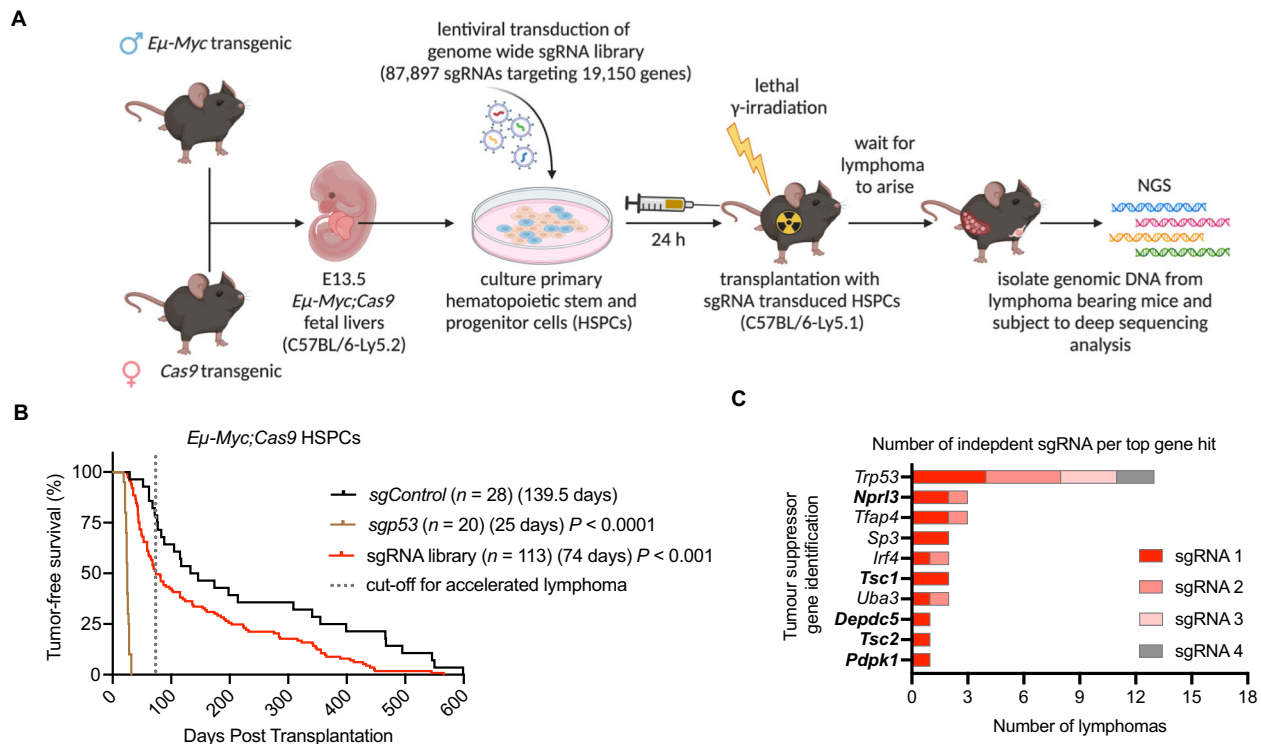 A
Eμ-Myc transgenic
Cas9 transgenic
E13.5
Eμ-Myc;Cas9
fetal livers
(C57BL/6-Ly5.2)
lentiviral transduction of
genome wide sgRNA library
(87,897 sgRNAs targeting 19,150 genes)
culture primary
hematopoietic stem and
progenitor cells (HSPCs)
24 h
lethal
γ-irradiation
transplantation with
sgRNA transduced HSPCs
(C57BL/6-Ly5.1)
wait for
lymphoma
to arise
NGS
isolate genomic DNA from
lymphoma bearing mice and
subject to deep sequencing
analysis
B
Eμ-Myc;Cas9 HSPCs
Tumor-free survival (%)
100
75
50
25
0
sgControl (n = 28) (139.5 days)
sgp53 (n = 20) (25 days) P < 0.0001
sgRNA library (n = 113) (74 days) P < 0.001
cut-off for accelerated lymphoma
0 100 200 300 400 500 600
Days Post Transplantation
C
Number of indepdent sgRNA per top gene hit
Tumour suppressor
gene identification
Trp53
Nprl3
Tfap4
Sp3
Irf4
Tsc1
Uba3
Depdc5
Tsc2
Pdpk1
sgRNA 1
sgRNA 2
sgRNA 3
sgRNA 4
0 3 6 9 12 15 18
Number of lymphomas